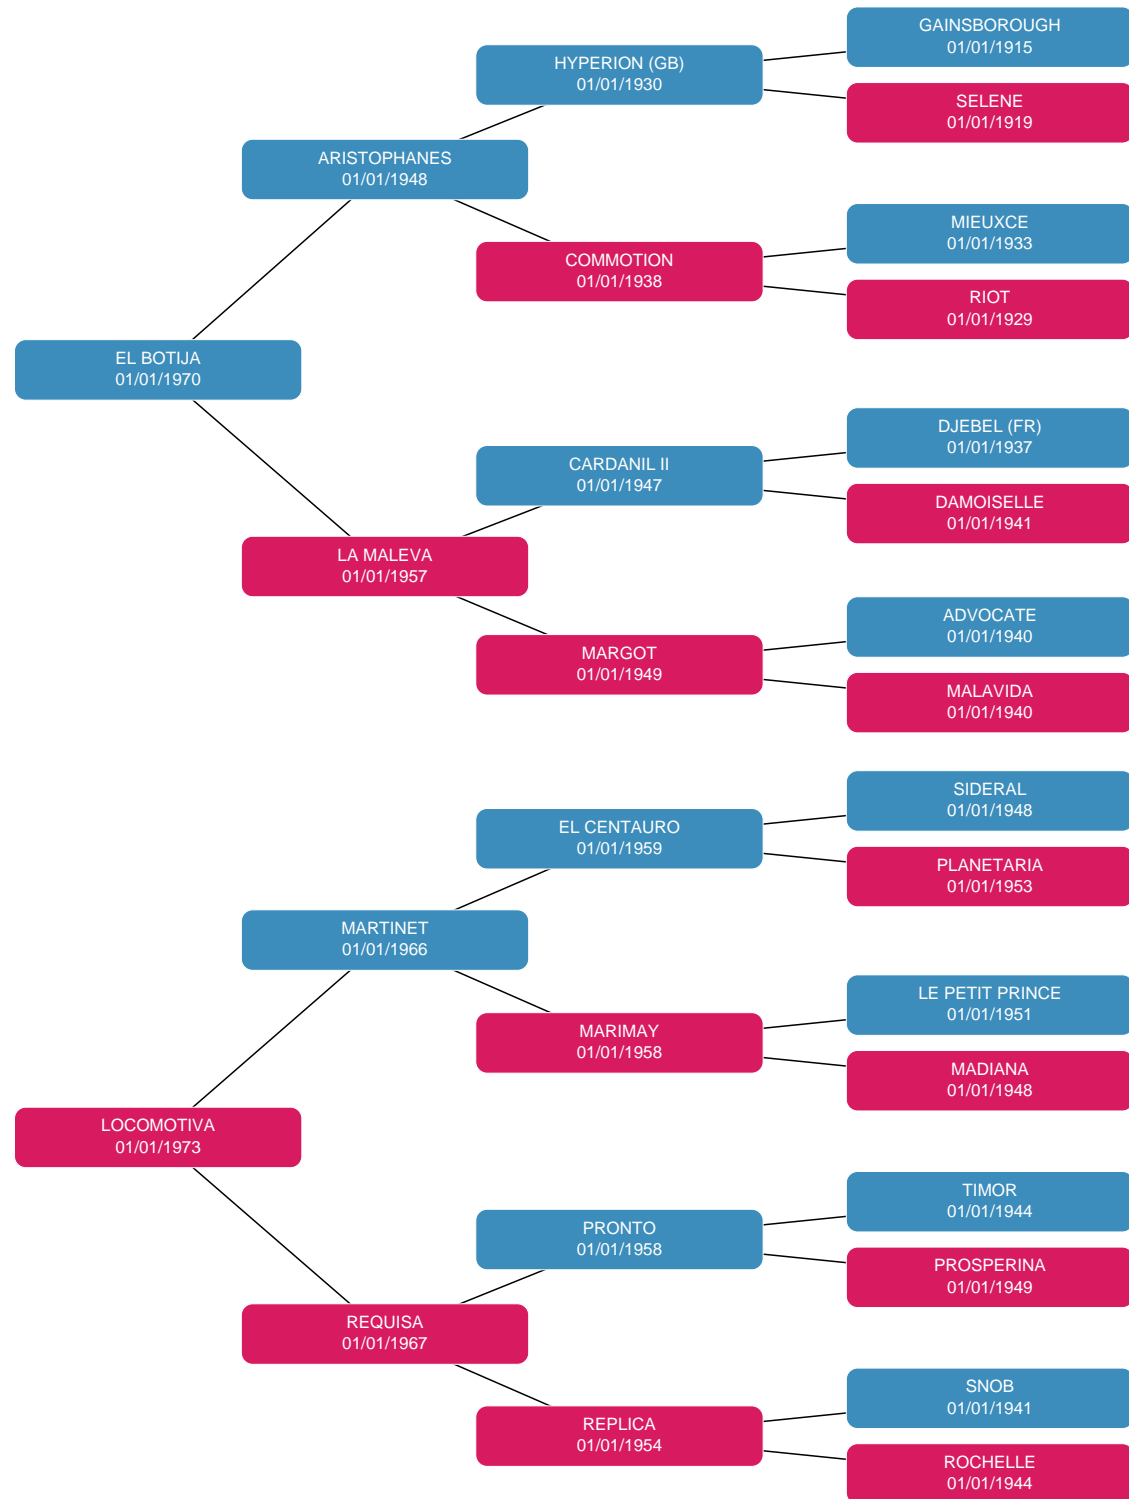 GAINSBOROUGH
01/01/1915
HYPERION (GB)
01/01/1930
SELENE
01/01/1919
ARISTOPHANES
01/01/1948
MIEUXCE
01/01/1933
COMMOTION
01/01/1938
RIOT
01/01/1929
EL BOTIJA
01/01/1970
DJEBEL (FR)
01/01/1937
CARDANIL II
01/01/1947
DAMOISELLE
01/01/1941
LA MALEVA
01/01/1957
ADVOCATE
01/01/1940
MARGOT
01/01/1949
MALAVIDA
01/01/1940
SIDERAL
01/01/1948
EL CENTAURO
01/01/1959
PLANETARIA
01/01/1953
MARTINET
01/01/1966
LE PETIT PRINCE
01/01/1951
MARIMAY
01/01/1958
MADIANA
01/01/1948
LOCOMOTIVA
01/01/1973
TIMOR
01/01/1944
PRONTO
01/01/1958
PROSPERINA
01/01/1949
REQUISA
01/01/1967
SNOB
01/01/1941
REPLICA
01/01/1954
ROCHELLE
01/01/1944